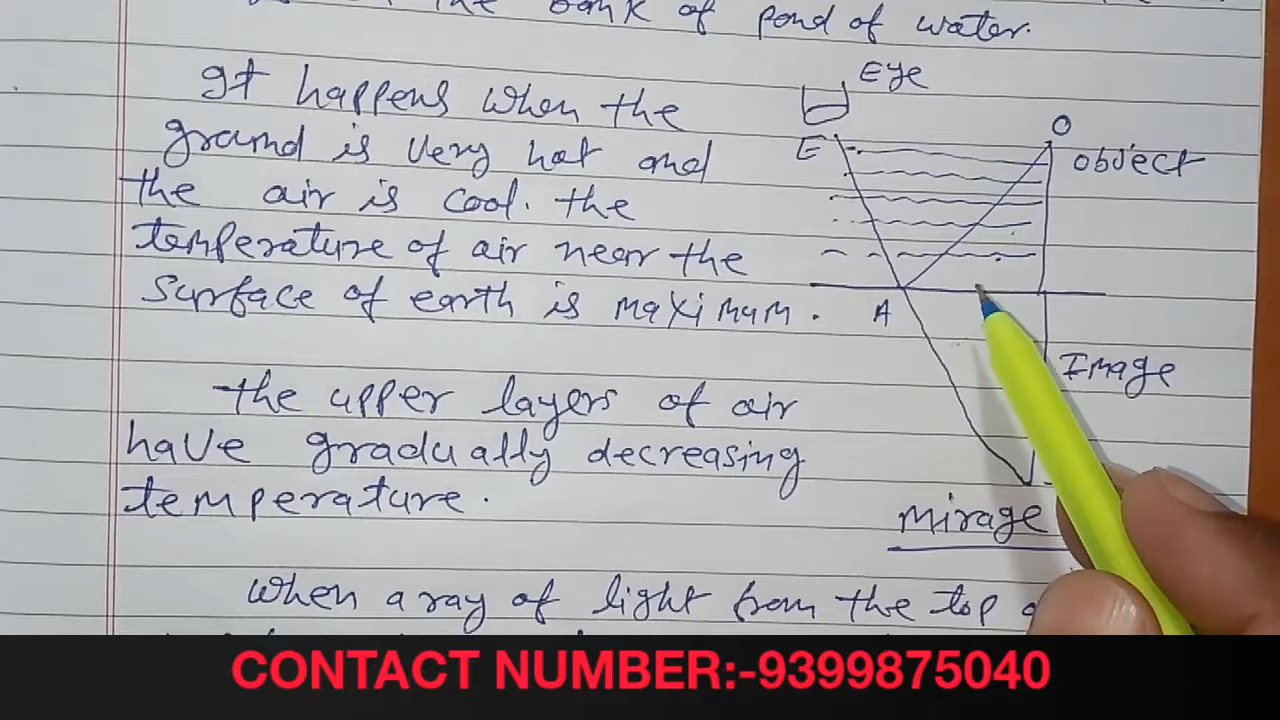 the bank of pond of water.
It happens when the
ground is very hot and
the air is cool. the
temperature of air near the
surface of earth is maximum.
Eye
E
O
object
A
Image
the upper layers of air
have gradually decreasing
temperature.
mirage
when a ray of light from the top
CONTACT NUMBER:-9399875040